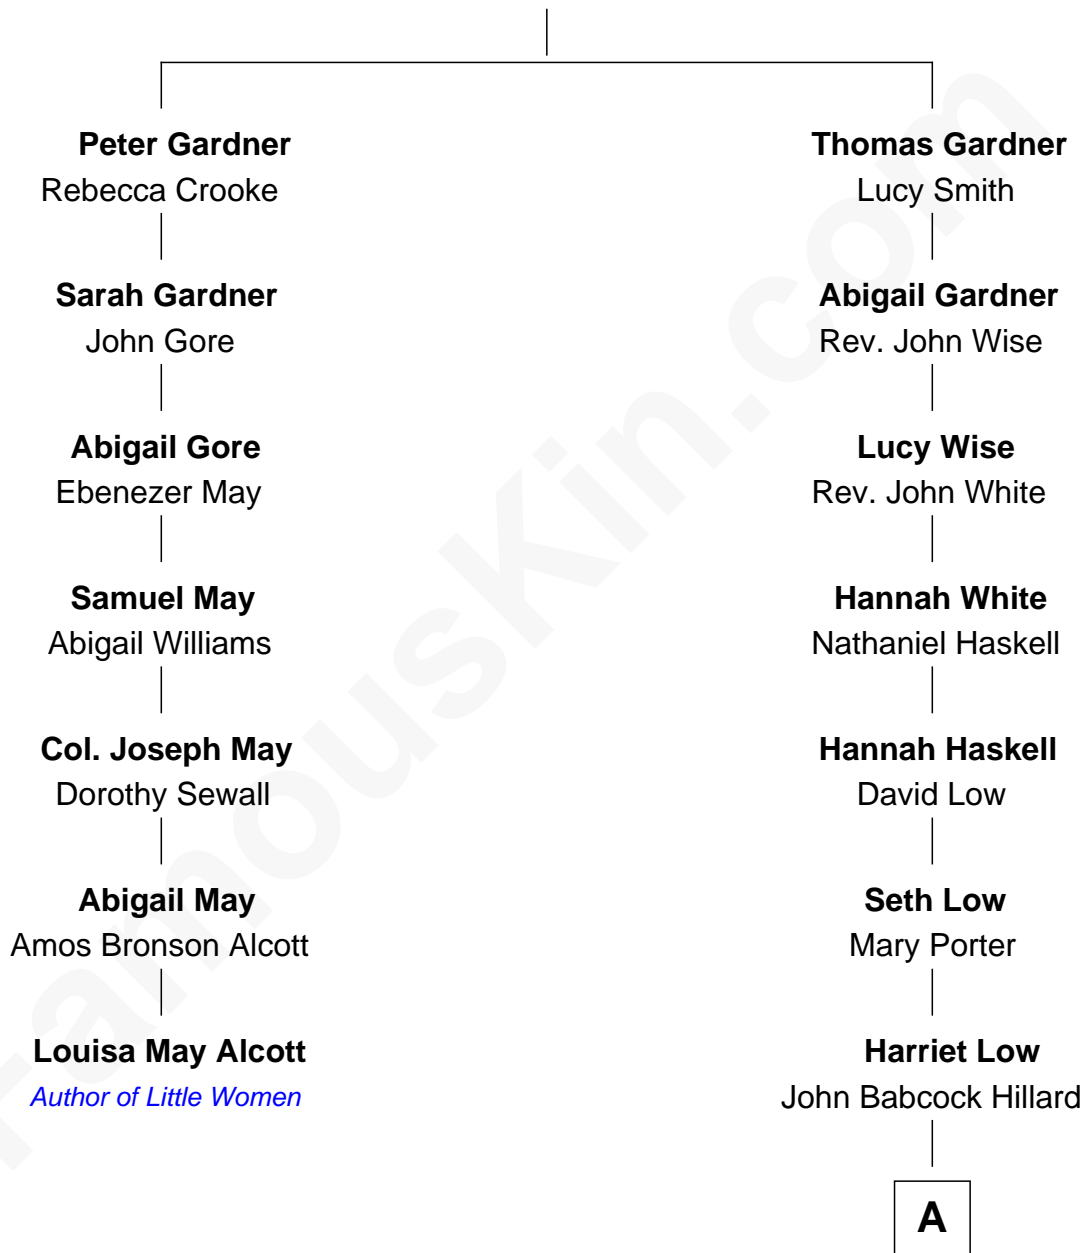 Peter Gardner
Rebecca Crooke
Sarah Gardner
John Gore
Abigail Gore
Ebenezer May
Samuel May
Abigail Williams
Col. Joseph May
Dorothy Sewall
Abigail May
Amos Bronson Alcott
Louisa May Alcott
Author of Little Women
Thomas Gardner
Lucy Smith
Abigail Gardner
Rev. John Wise
Lucy Wise
Rev. John White
Hannah White
Nathaniel Haskell
Hannah Haskell
David Low
Seth Low
Mary Porter
Harriet Low
John Babcock Hillard
A
FamousKin.com